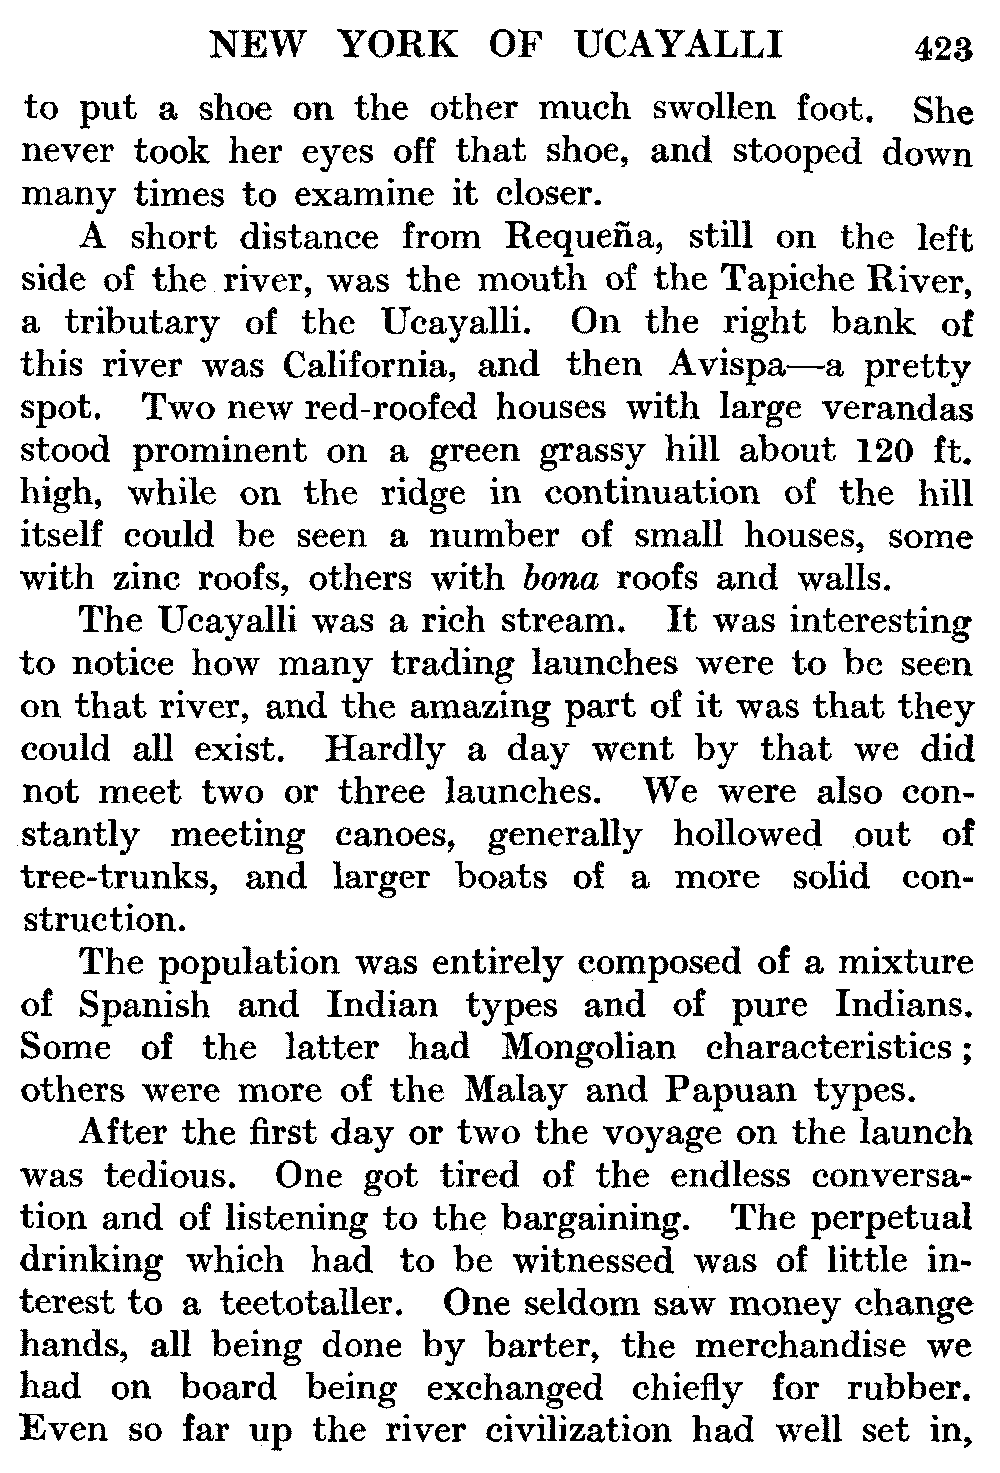 NEW YORK OF UCAYALLI 423
to put a shoe on the other much swollen foot. She
never took her eyes off that shoe, and stooped down
many times to examine it closer.
A short distance from Requeña, still on the left
side of the river, was the mouth of the Tapiche River,
a tributary of the Ucayalli. On the right bank of
this river was California, and then Avispa—a pretty
spot. Two new red-roofed houses with large verandas
stood prominent on a green grassy hill about 120 ft.
high, while on the ridge in continuation of the hill
itself could be seen a number of small houses, some
with zinc roofs, others with bona roofs and walls.
The Ucayalli was a rich stream. It was interesting
to notice how many trading launches were to be seen
on that river, and the amazing part of it was that they
could all exist. Hardly a day went by that we did
not meet two or three launches. We were also con-
stantly meeting canoes, generally hollowed out of
tree-trunks, and larger boats of a more solid con-
struction.
The population was entirely composed of a mixture
of Spanish and Indian types and of pure Indians.
Some of the latter had Mongolian characteristics;
others were more of the Malay and Papuan types.
After the first day or two the voyage on the launch
was tedious. One got tired of the endless conversa-
tion and of listening to the bargaining. The perpetual
drinking which had to be witnessed was of little in-
terest to a teetotaller. One seldom saw money change
hands, all being done by barter, the merchandise we
had on board being exchanged chiefly for rubber.
Even so far up the river civilization had well set in,